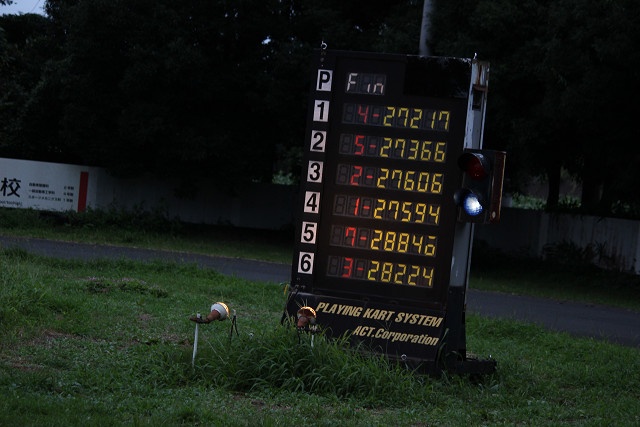 校
P Fin
1 4-27217
2 5-27366
3 2-27606
4 1-27594
5 7-28846
6 3-28224
PLAYING KART SYSTEM
ACT.Corporation